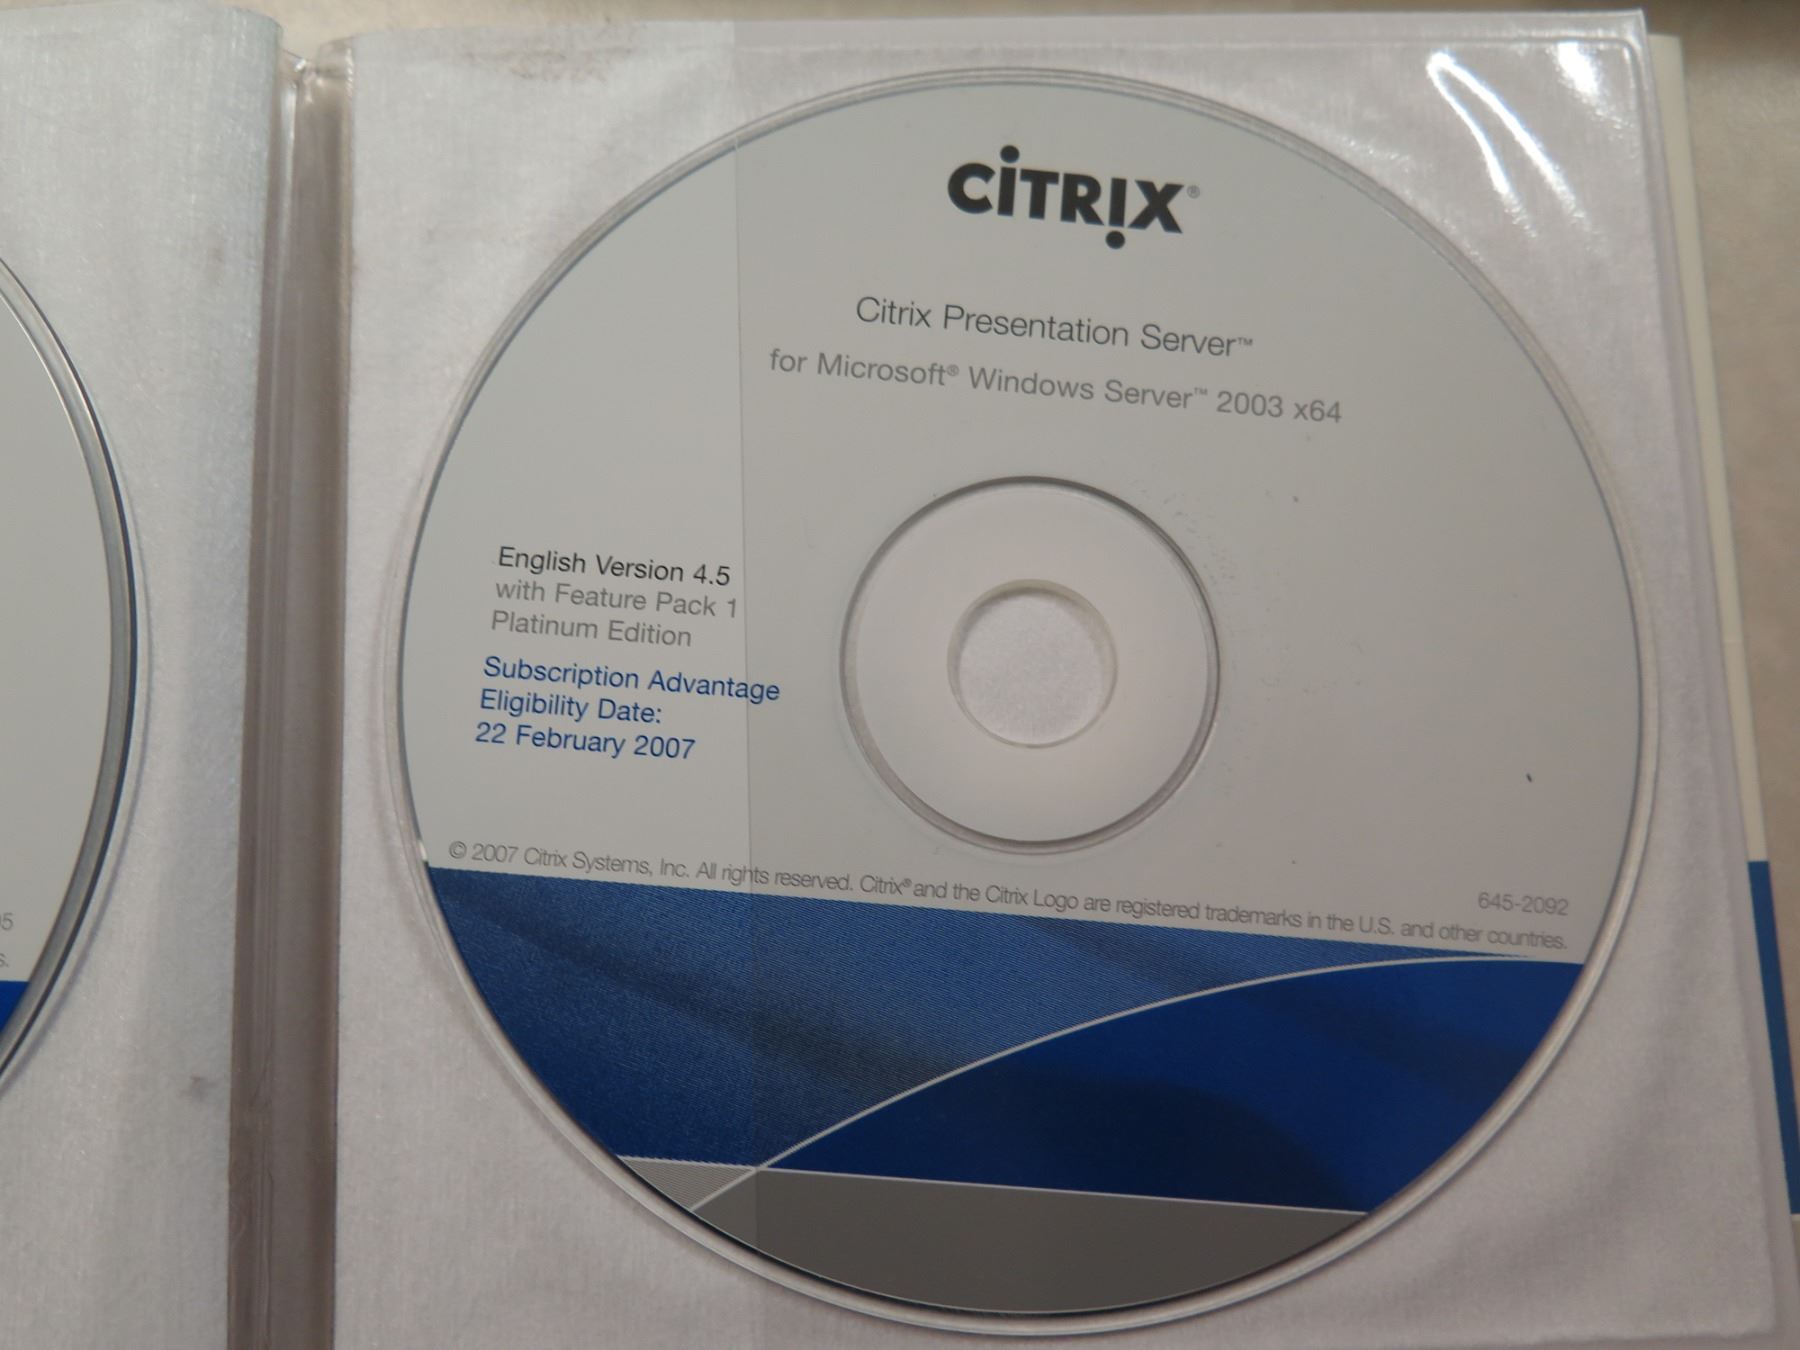 CiTRIX®
Citrix Presentation Server™
for Microsoft® Windows Server™ 2003 x64
English Version 4.5
with Feature Pack 1
Platinum Edition
Subscription Advantage
Eligibility Date:
22 February 2007
645-2092
© 2007 Citrix Systems, Inc. All rights reserved. Citrix® and the Citrix Logo are registered trademarks in the U.S. and other countries.